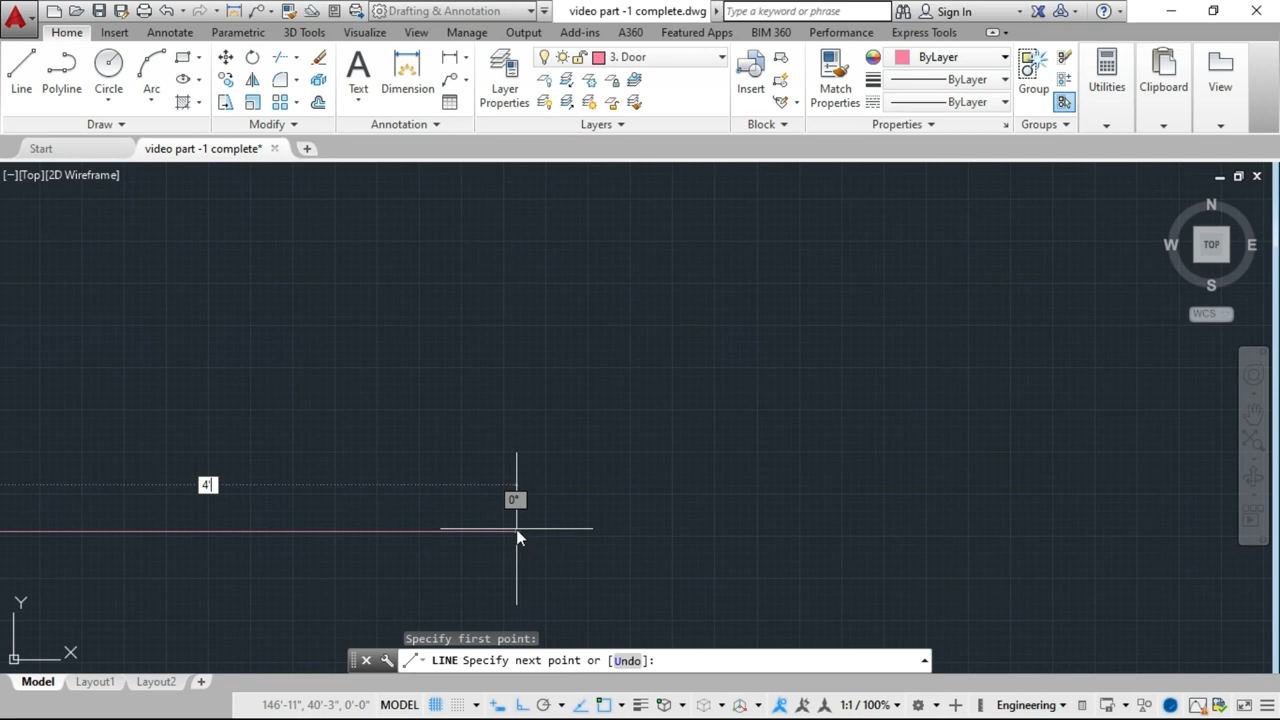 Drafting & Annotation
video part -1 complete.dwg
Type a keyword or phrase
Sign In
Home Insert Annotate Parametric 3D Tools Visualize View Manage Output Add-ins A360 Featured Apps BIM 360 Performance Express Tools
3. Door
ByLayer
ByLayer
ByLayer
Line Polyline Circle Arc
Text Dimension
Layer Properties
Insert
Match Properties
Group
Utilities
Clipboard
View
Draw Modify Annotation Layers Block Properties Groups
Start
video part -1 complete*
[−][Top][2D Wireframe]
N
W TOP E
S
WCS
4'
0°
Y
X
Specify first point:
LINE Specify next point or [Undo]:
Model Layout1 Layout2
146'-11", 40'-3", 0'-0" MODEL 1:1 / 100% Engineering